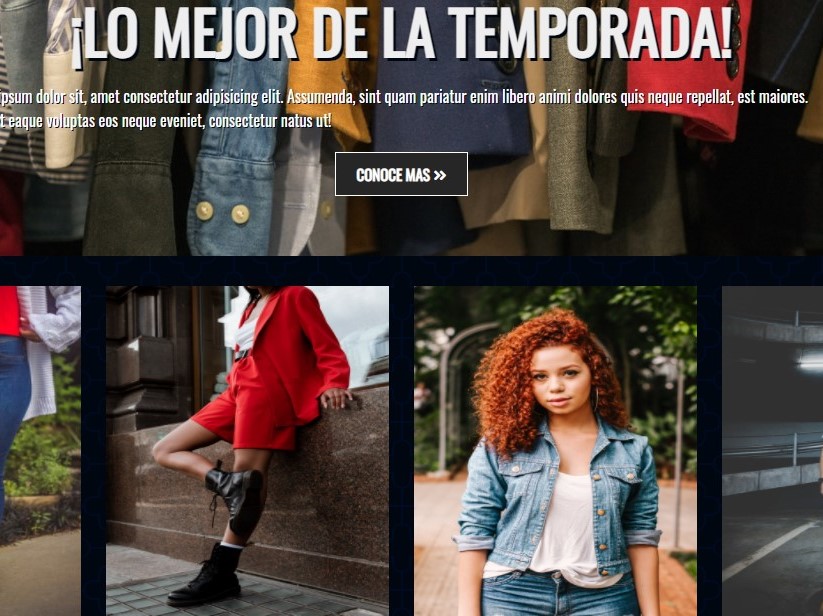 ¡LO MEJOR DE LA TEMPORADA!
psum dolor sit, amet consectetur adipisicing elit. Assumenda, sint quam pariatur enim libero animi dolores quis neque repellat, est maiores.
t eaque voluptas eos neque eveniet, consectetur natus ut!
CONOCE MAS »